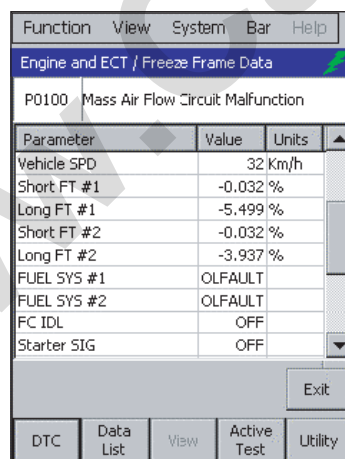 Function View System Bar Help
Engine and ECT / Freeze Frame Data
P0100 Mass Air Flow Circuit Malfunction
Parameter Value Units
Vehicle SPD 32 Km/h
Short FT #1 -0.032 %
Long FT #1 -5.499 %
Short FT #2 -0.032 %
Long FT #2 -3.937 %
FUEL SYS #1 OLFAULT
FUEL SYS #2 OLFAULT
FC IDL OFF
Starter SIG OFF
Exit
DTC Data List View Active Test Utility